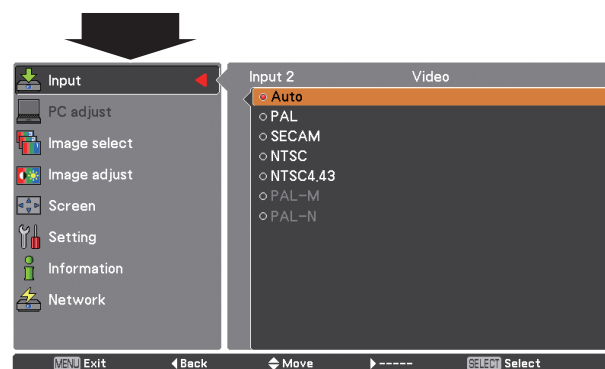 Input
PC adjust
Image select
Image adjust
Screen
Setting
Information
Network
Input 2 Video
Auto
PAL
SECAM
NTSC
NTSC4.43
PAL-M
PAL-N
MENU Exit Back Move ----- SELECT Select